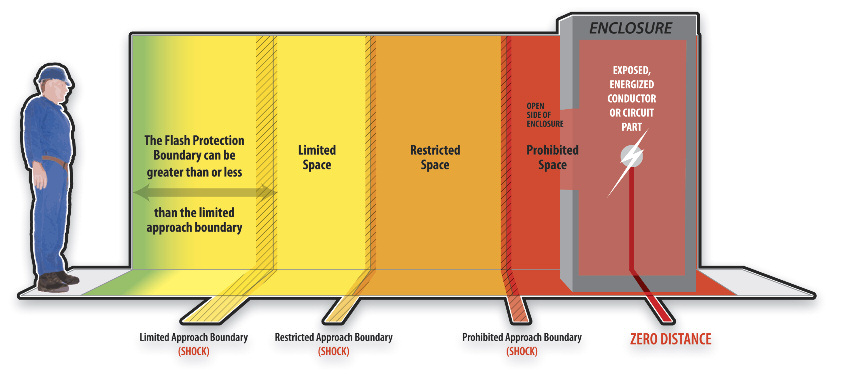 ENCLOSURE
EXPOSED,
ENERGIZED
CONDUCTOR
OR CIRCUIT
PART
OPEN
SIDE OF
ENCLOSURE
The Flash Protection
Boundary can be
greater than or less
than the limited
approach boundary
Limited
Space
Restricted
Space
Prohibited
Space
Limited Approach Boundary
(SHOCK)
Restricted Approach Boundary
(SHOCK)
Prohibited Approach Boundary
(SHOCK)
ZERO DISTANCE